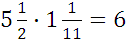 5 1/2 · 1 1/11 = 6